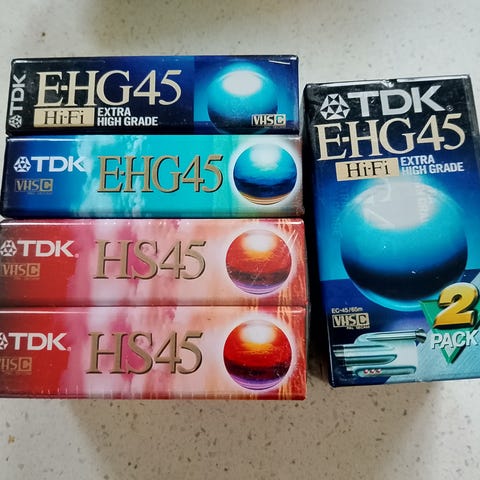 TDK
E-HG45
Hi-Fi
EXTRA
HIGH GRADE
VHS C
TDK
VHS C
E-HG45
TDK
VHS C
HS45
TDK
VHS C
HS45
TDK
E-HG45
Hi-Fi
EXTRA
HIGH GRADE
EC-45/65m
VHS C
2
PACK